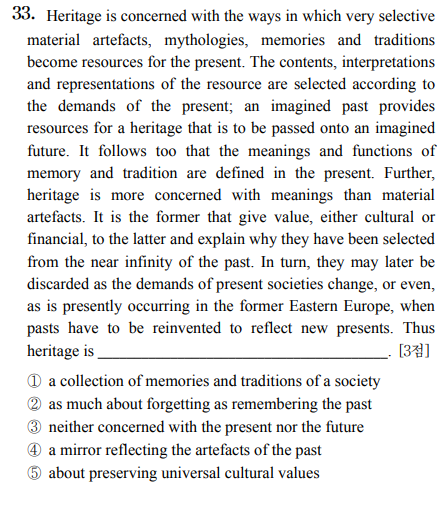 33. Heritage is concerned with the ways in which very selective
material artefacts, mythologies, memories and traditions
become resources for the present. The contents, interpretations
and representations of the resource are selected according to
the demands of the present; an imagined past provides
resources for a heritage that is to be passed onto an imagined
future. It follows too that the meanings and functions of
memory and tradition are defined in the present. Further,
heritage is more concerned with meanings than material
artefacts. It is the former that give value, either cultural or
financial, to the latter and explain why they have been selected
from the near infinity of the past. In turn, they may later be
discarded as the demands of present societies change, or even,
as is presently occurring in the former Eastern Europe, when
pasts have to be reinvented to reflect new presents. Thus
heritage is ______________________. [3점]
① a collection of memories and traditions of a society
② as much about forgetting as remembering the past
③ neither concerned with the present nor the future
④ a mirror reflecting the artefacts of the past
⑤ about preserving universal cultural values